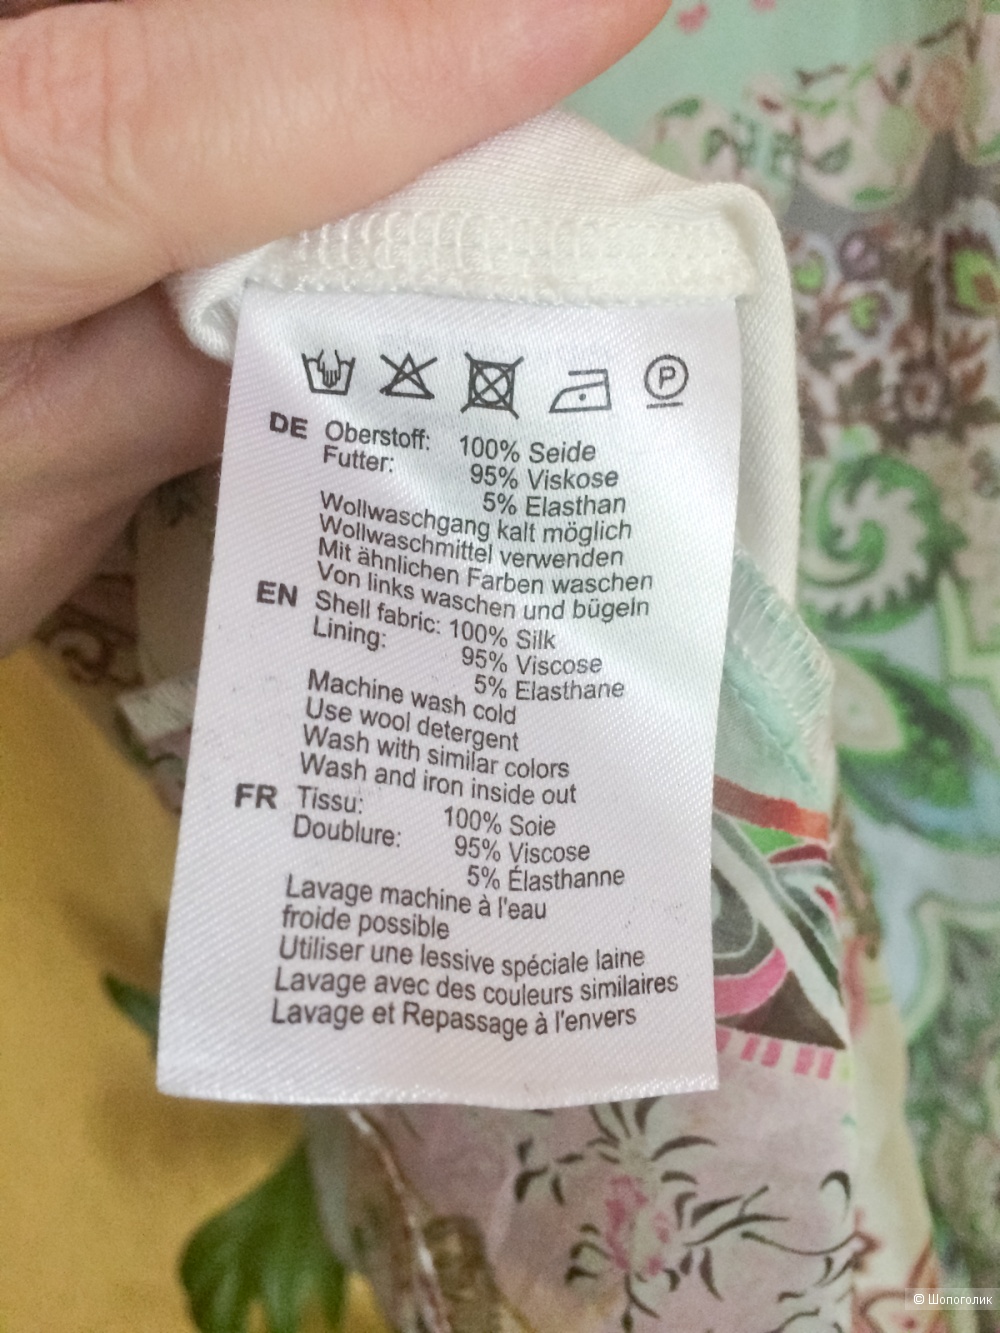 P
DE Oberstoff: 100% Seide
Futter: 95% Viskose
5% Elasthan
Wollwaschgang kalt möglich
Wollwaschmittel verwenden
Mit ähnlichen Farben waschen
Von links waschen und bügeln
EN Shell fabric: 100% Silk
Lining: 95% Viscose
5% Elasthane
Machine wash cold
Use wool detergent
Wash with similar colors
Wash and iron inside out
FR Tissu: 100% Soie
Doublure: 95% Viscose
5% Élasthanne
Lavage machine à l'eau
froide possible
Utiliser une lessive spéciale laine
Lavage avec des couleurs similaires
Lavage et Repassage à l'envers
© Шопоголик